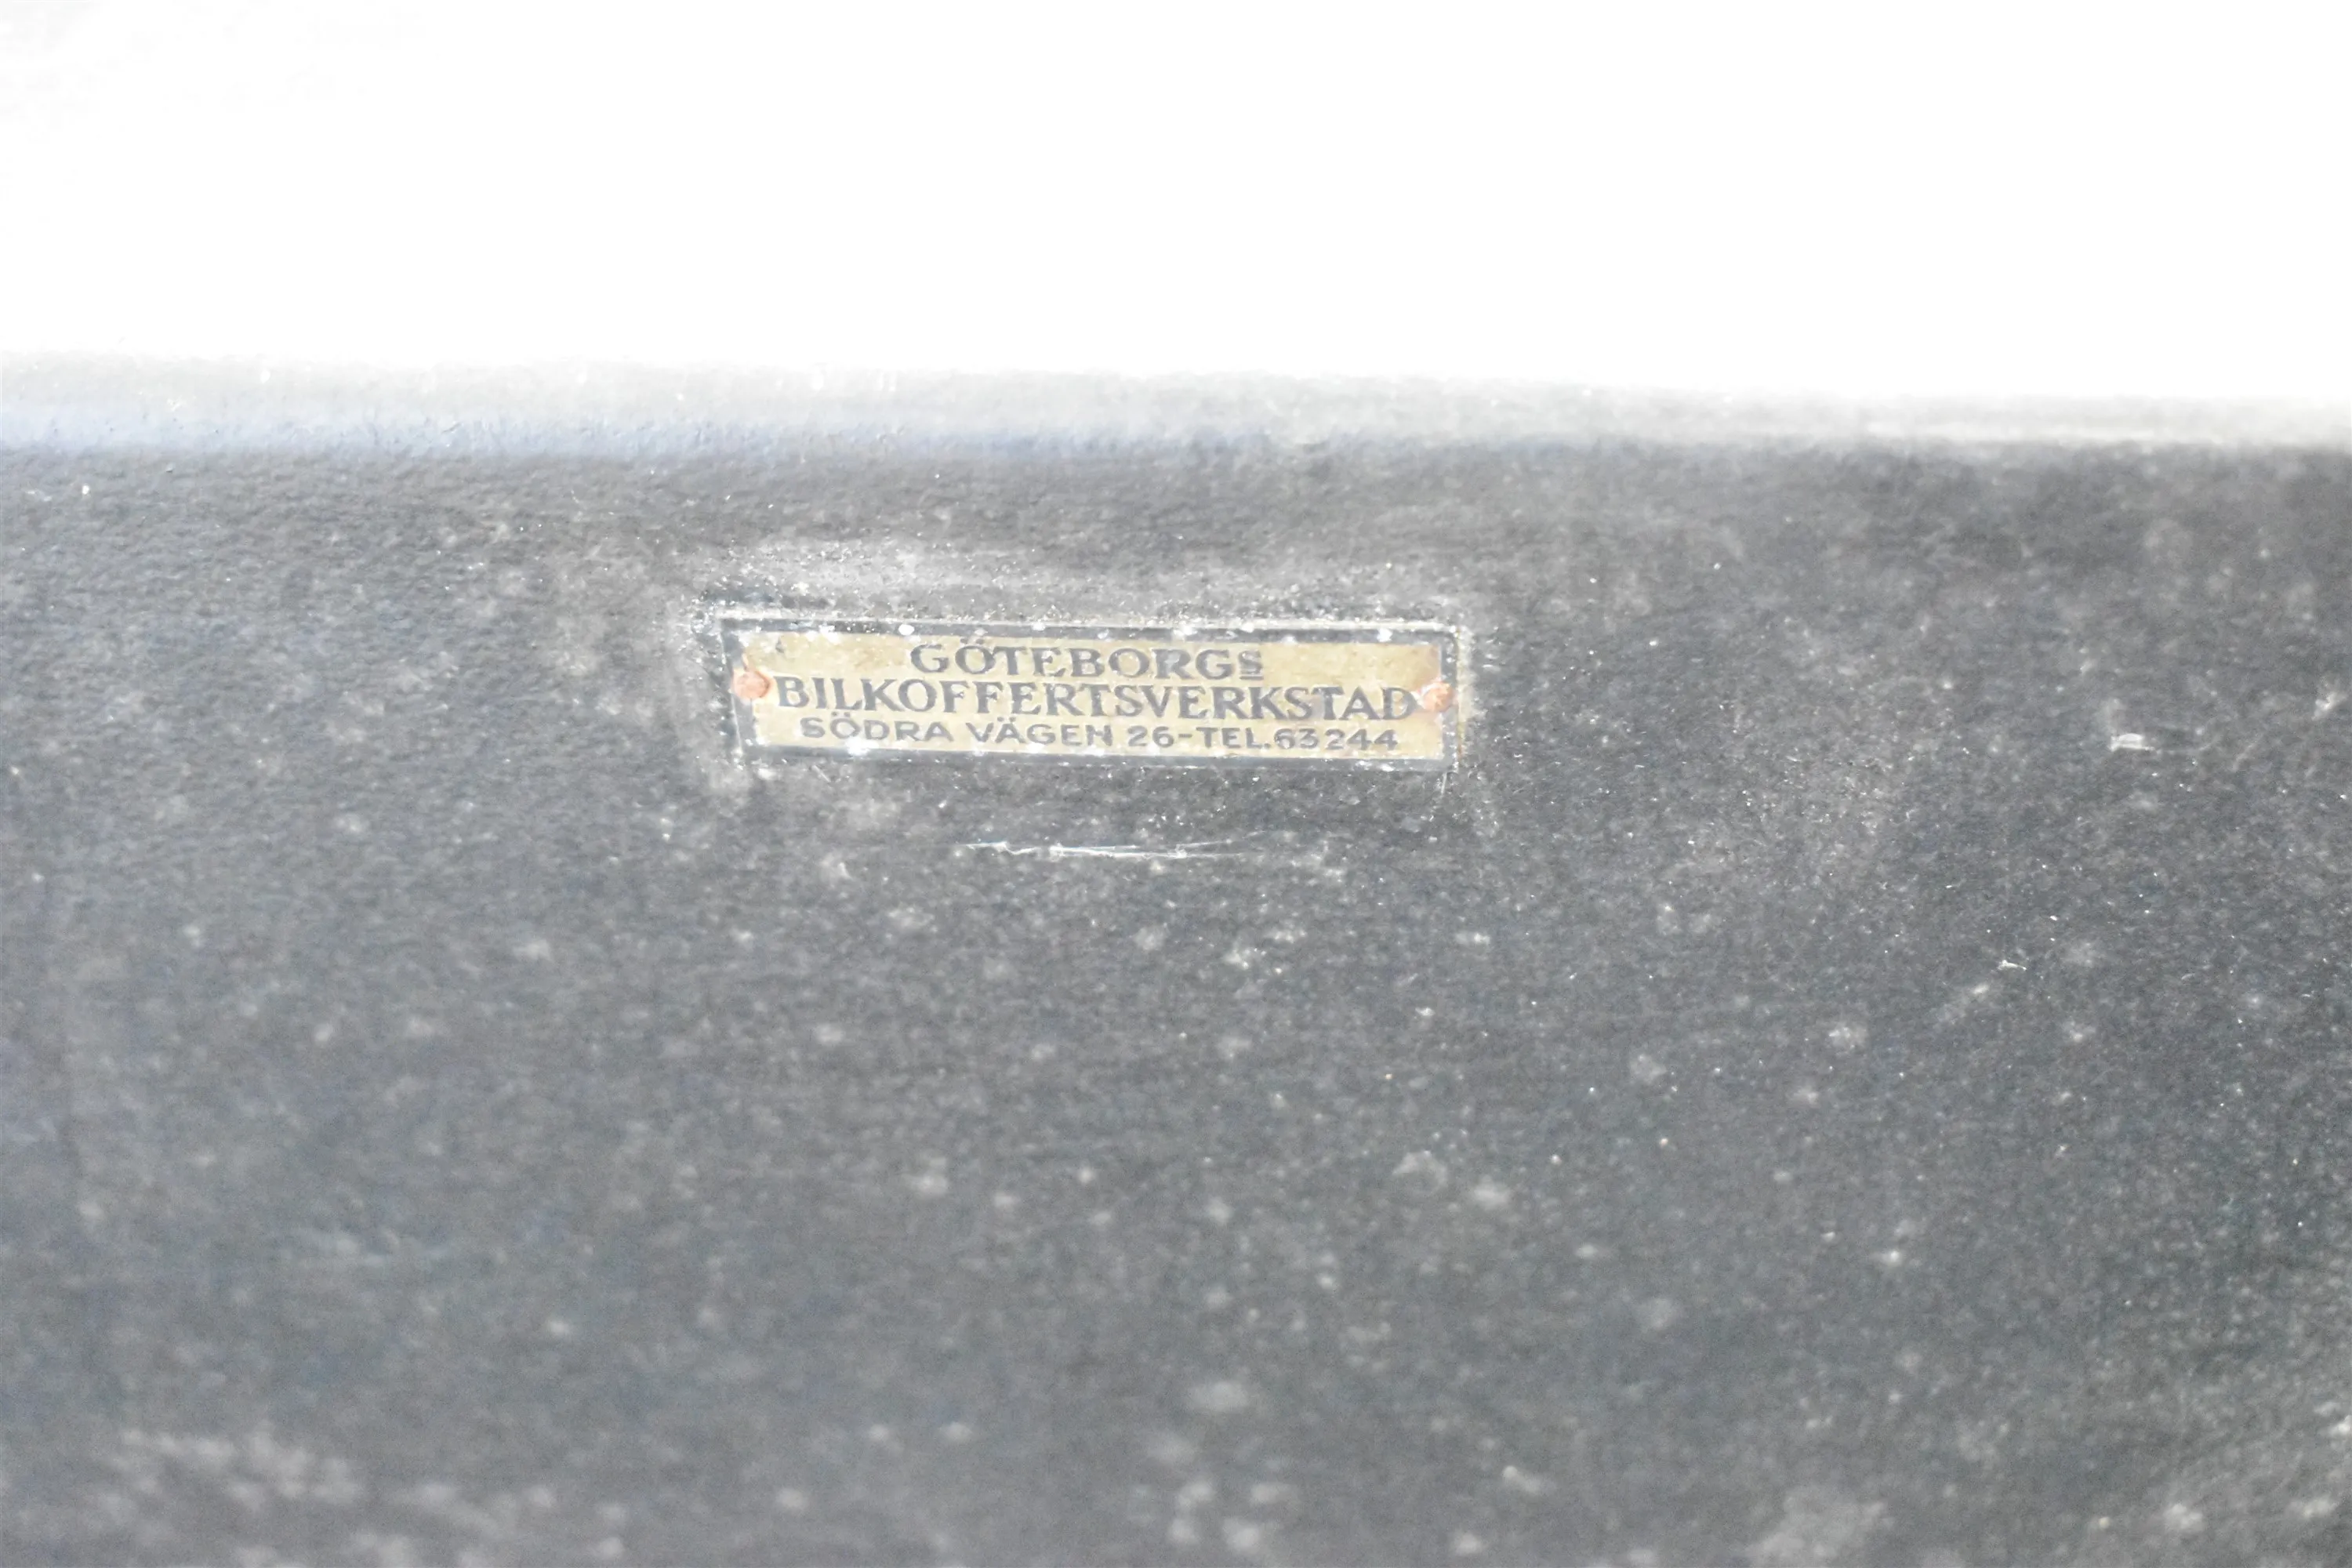 GÖTEBORGS
BILKOFFERTSVERKSTAD
SÖDRA VÄGEN 26-TEL.63244